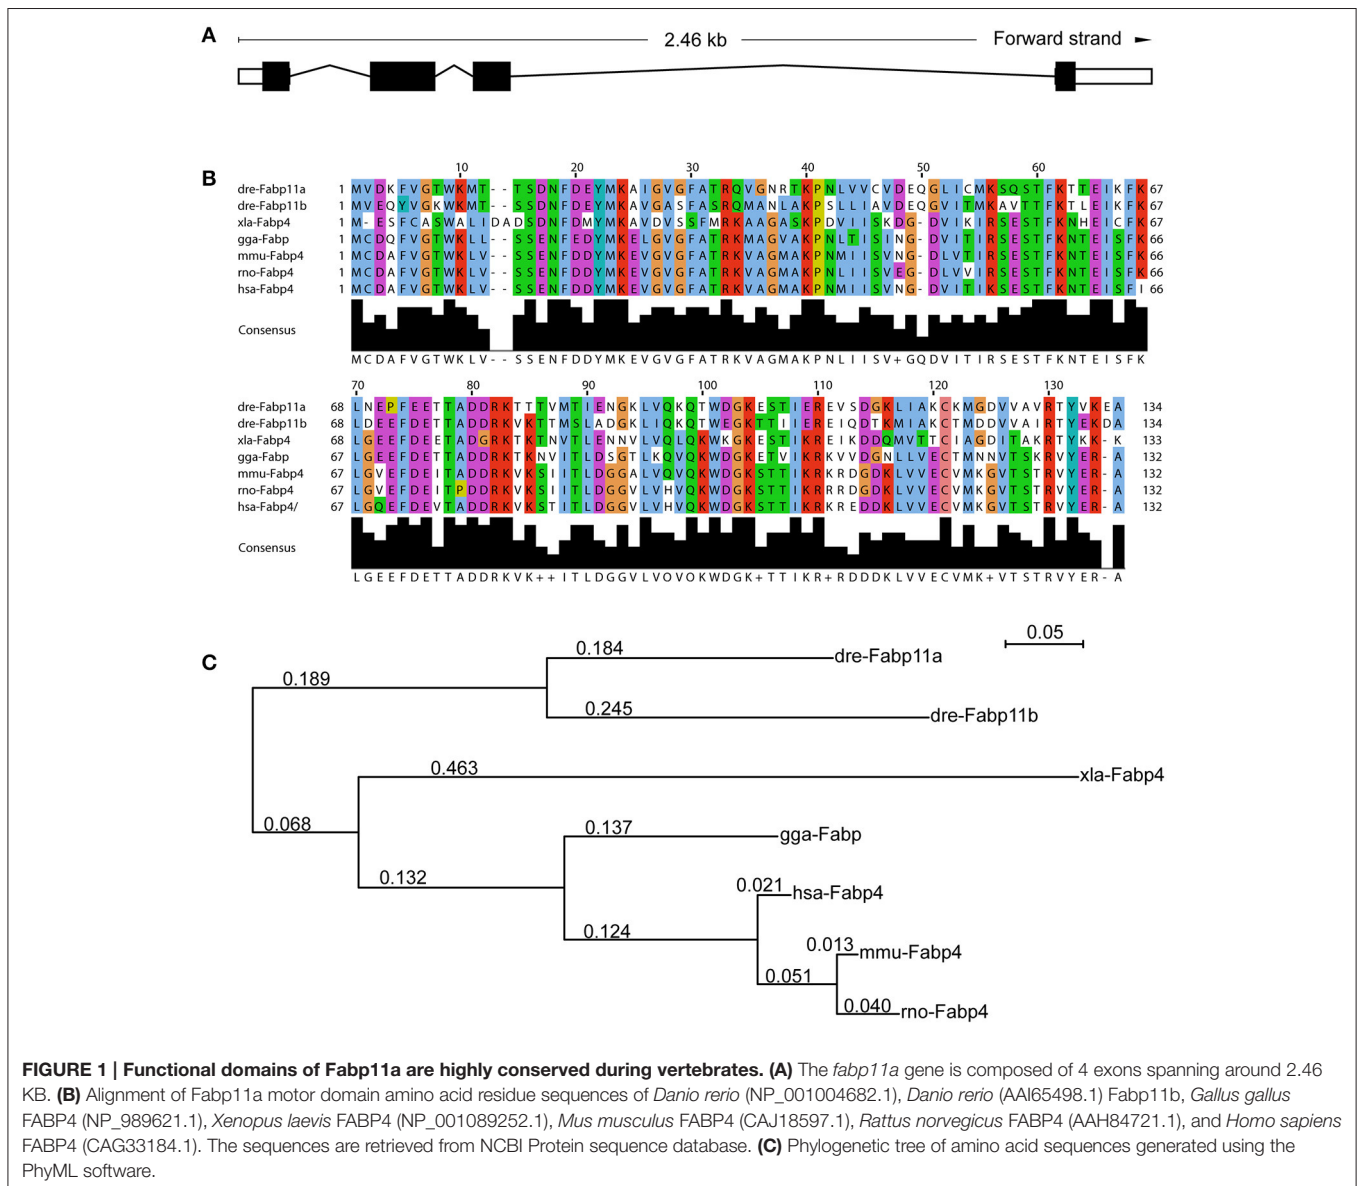 A
2.46 kb
Forward strand
B
10 20 30 40 50 60
dre-Fabp11a 1 MVDKFVGTWKMT--TSDNFDEYMKAIGVGFATRQVGNRTKPNLVVCVDEQGLICMKSQSTFKTTEIKFK 67
dre-Fabp11b 1 MVEQYVGKWKMT--SSDNFDEYMKAVGASFASRQMANLAKPSLLIAVDEQGVITMKAVTTFKTLEIKFK 67
xla-Fabp4 1 M-ESFCASWALIDADSDNFDMYMKAVDVSSFMRKAAGASKPDVIISKDG-DVIKIRSESTFKNHEICFK 67
gga-Fabp 1 MCDQFVGTWKLL--SSENFEDYMKELGVGFATRKMAGVAKPNLTISING-DVITIRSESTFKNTEISFK 66
mmu-Fabp4 1 MCDAFVGTWKLV--SSENFDDYMKEVGVGFATRKVAGMAKPNMIISVNG-DLVTIRSESTFKNTEISFK 66
rno-Fabp4 1 MCDAFVGTWKLV--SSENFDDYMKEVGVGFATRKVAGMAKPNLIISVEG-DLVVIRSESTFKNTEISFK 66
hsa-Fabp4 1 MCDAFVGTWKLV--SSENFDDYMKEVGVGFATRKVAGMAKPNMIISVNG-DVITIKSESTFKNTEISFI 66
Consensus
MCDAFVGTWKLV--SSENFDDYMKEVGVGFATRKVAGMAKPNLIISV+GQDVITIRSESTFKNTEISFK
70 80 90 100 110 120 130
dre-Fabp11a 68 LNEPFEETTADDRKTTTVMTIENGKLVQKQTWDGKESTIEREVSDGKLIAKCKMGDVVAVRTYVKEA 134
dre-Fabp11b 68 LDEEFEETTADDRKVKTTMSLADGKLIQKQTWEGKTTIIEREIQDTKMIAKCTMDDVVAIRTYEKDA 134
xla-Fabp4 68 LGEEFEETADGRKTKTNVTLENNVLVQLQKWKGKESTIKREIKDDQMVTTCIAGDITAKRTYKK-K 133
gga-Fabp 67 LGEEFDETTADDRKTKNVITLDSGTLKQVQKWDGKETVIKRKVVDGNLLVECTMNNVTSKRVYER-A 132
mmu-Fabp4 67 LGVEFDEITADDRKVKSIITLDGGALVQVQKWDGKSTTIKRKRDGDKLVVECVMKGVTSTRVYER-A 132
rno-Fabp4 67 LGVEFDEITPDDRKVKSIITLDGGVLVHVQKWDGKSTTIKRRRDGDKLVVECVMKGVTSTRVYER-A 132
hsa-Fabp4/ 67 LGQEFDEVTADDRKVKSTITLDGGVLVHVQKWDGKSTTIKRKREDDKLVVECVMKGVTSTRVYER-A 132
Consensus
LGEEFDETTADDRKVK++ITLDGGVLVQVQKWDGK+TTIKR+RDDDKLVVECVMK+VTSTRVYER-A
C
0.05
0.184
dre-Fabp11a
0.189
0.245
dre-Fabp11b
0.463
xla-Fabp4
0.068
0.137
gga-Fabp
0.132
0.021
hsa-Fabp4
0.124
0.013
mmu-Fabp4
0.051
0.040
rno-Fabp4
FIGURE 1 | Functional domains of Fabp11a are highly conserved during vertebrates. (A) The fabp11a gene is composed of 4 exons spanning around 2.46
KB. (B) Alignment of Fabp11a motor domain amino acid residue sequences of Danio rerio (NP_001004682.1), Danio rerio (AAI65498.1) Fabp11b, Gallus gallus
FABP4 (NP_989621.1), Xenopus laevis FABP4 (NP_001089252.1), Mus musculus FABP4 (CAJ18597.1), Rattus norvegicus FABP4 (AAH84721.1), and Homo sapiens
FABP4 (CAG33184.1). The sequences are retrieved from NCBI Protein sequence database. (C) Phylogenetic tree of amino acid sequences generated using the
PhyML software.